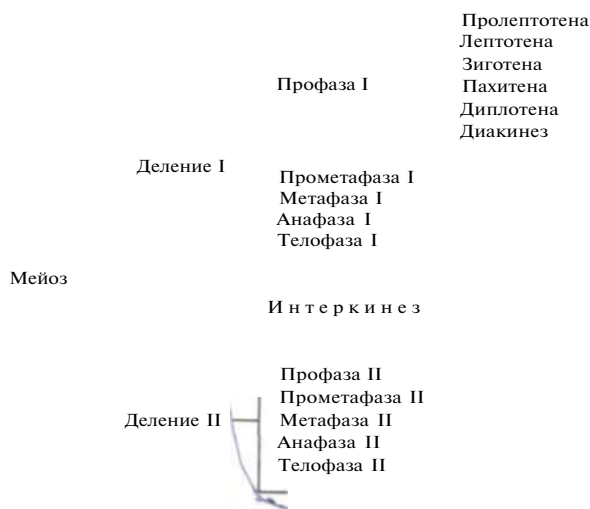 Пролептотена
Лептотена
Зиготена
Профаза I
Пахитена
Диплотена
Диакинез
Деление I
Прометафаза I
Метафаза I
Анафаза I
Телофаза I
Мейоз
Интеркинез
Профаза II
Прометафаза II
Деление II
Метафаза II
Анафаза II
Телофаза II